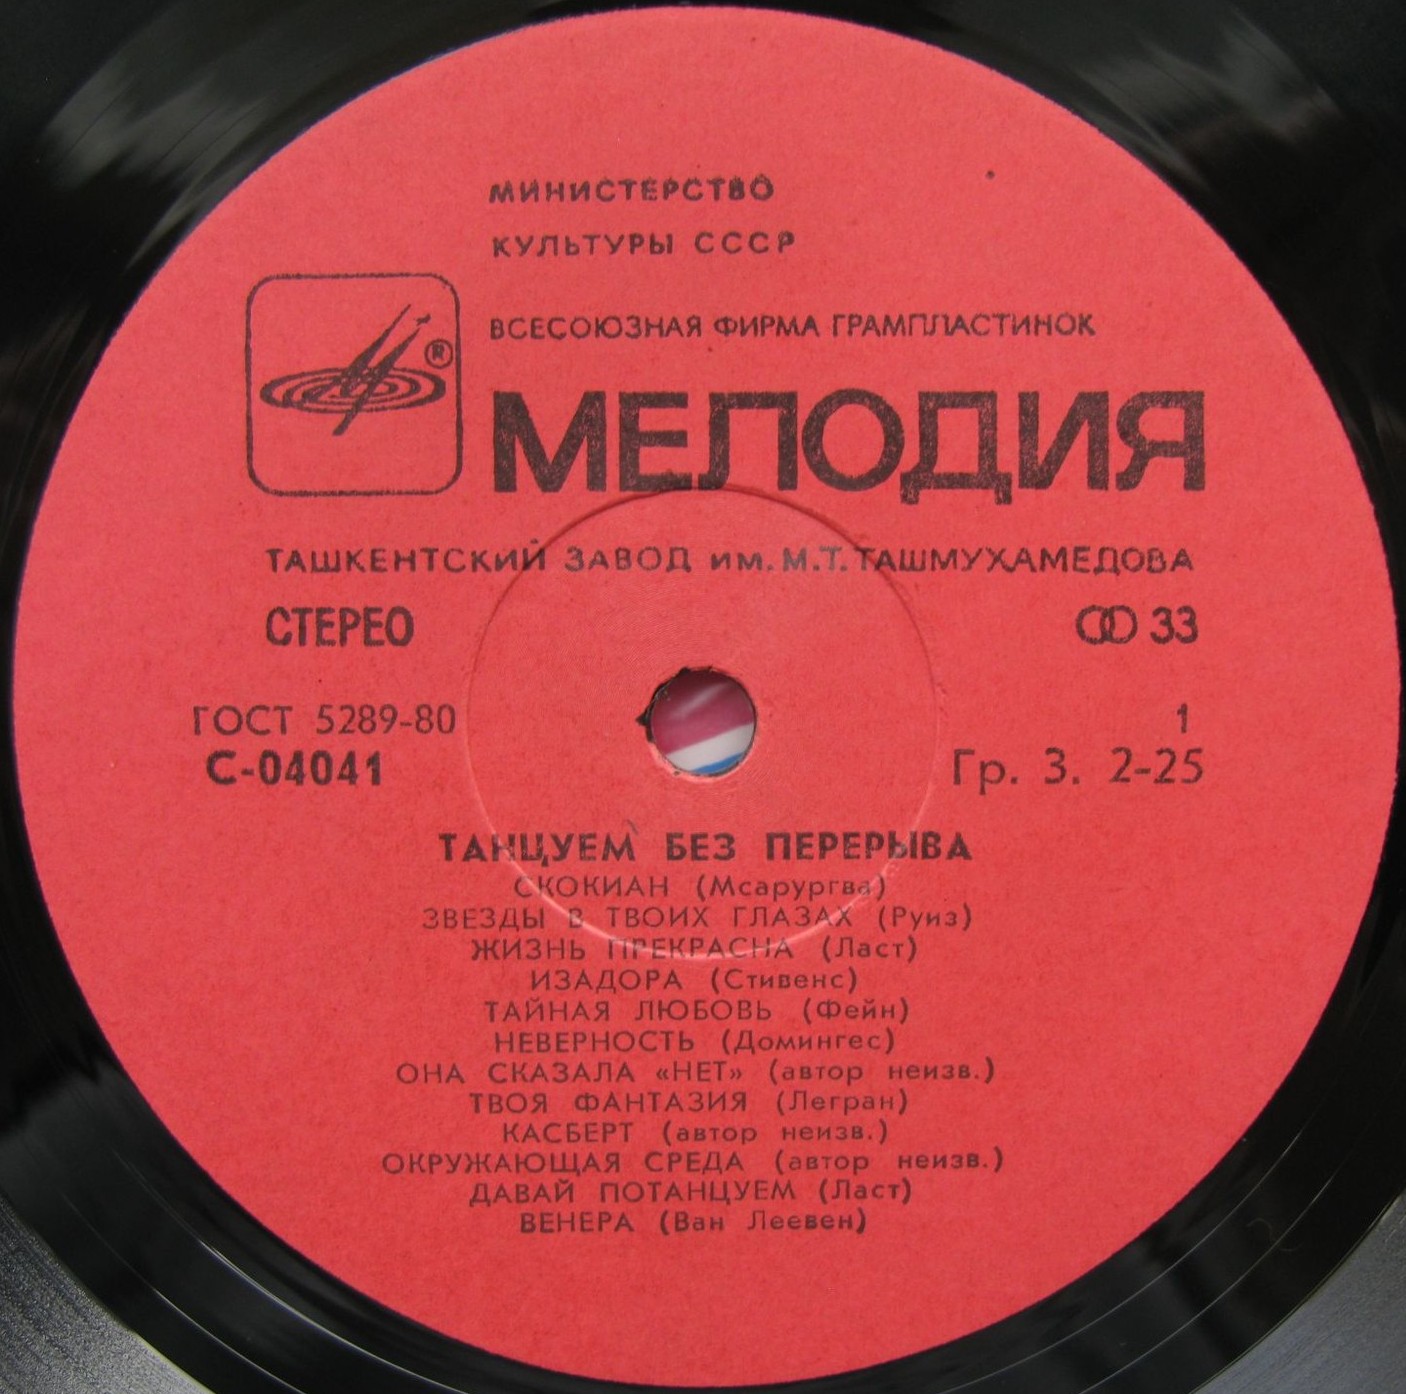 МИНИСТЕРСТВО
КУЛЬТУРЫ СССР
ВСЕСОЮЗНАЯ ФИРМА ГРАМПЛАСТИНОК
®
МЕЛОДИЯ
ТАШКЕНТСКИЙ ЗАВОД им. М.Т. ТАШМУХАМЕДОВА
СТЕРЕО 33
ГОСТ 5289-80 1
С-04041 Гр. 3. 2-25
ТАНЦУЕМ БЕЗ ПЕРЕРЫВА
СКОКИАН (Мсарургва)
ЗВЕЗДЫ В ТВОИХ ГЛАЗАХ (Руиз)
ЖИЗНЬ ПРЕКРАСНА (Ласт)
ИЗАДОРА (Стивенс)
ТАЙНАЯ ЛЮБОВЬ (Фейн)
НЕВЕРНОСТЬ (Домингес)
ОНА СКАЗАЛА «НЕТ» (автор неизв.)
ТВОЯ ФАНТАЗИЯ (Легран)
КАСБЕРТ (автор неизв.)
ОКРУЖАЮЩАЯ СРЕДА (автор неизв.)
ДАВАЙ ПОТАНЦУЕМ (Ласт)
ВЕНЕРА (Ван Леевен)